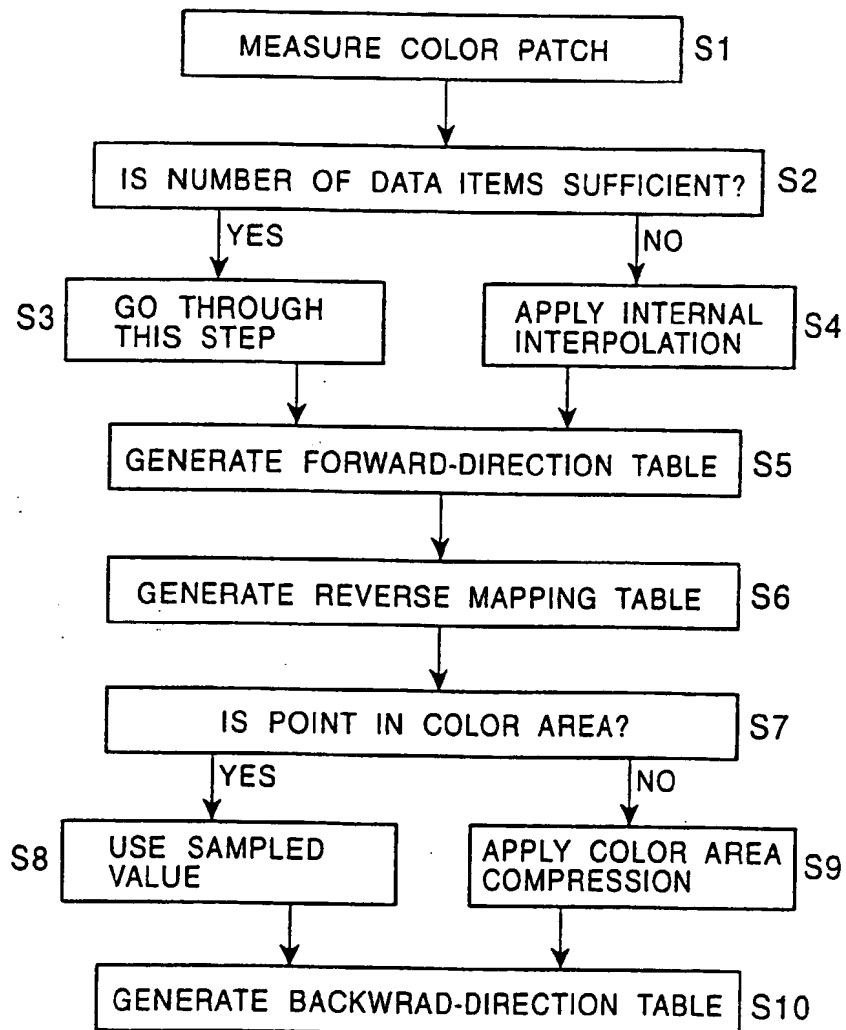 MEASURE COLOR PATCH S1
IS NUMBER OF DATA ITEMS SUFFICIENT? S2
YES NO
S3 GO THROUGH THIS STEP
APPLY INTERNAL INTERPOLATION S4
GENERATE FORWARD-DIRECTION TABLE S5
GENERATE REVERSE MAPPING TABLE S6
IS POINT IN COLOR AREA? S7
YES NO
S8 USE SAMPLED VALUE
APPLY COLOR AREA COMPRESSION S9
GENERATE BACKWRAD-DIRECTION TABLE S10